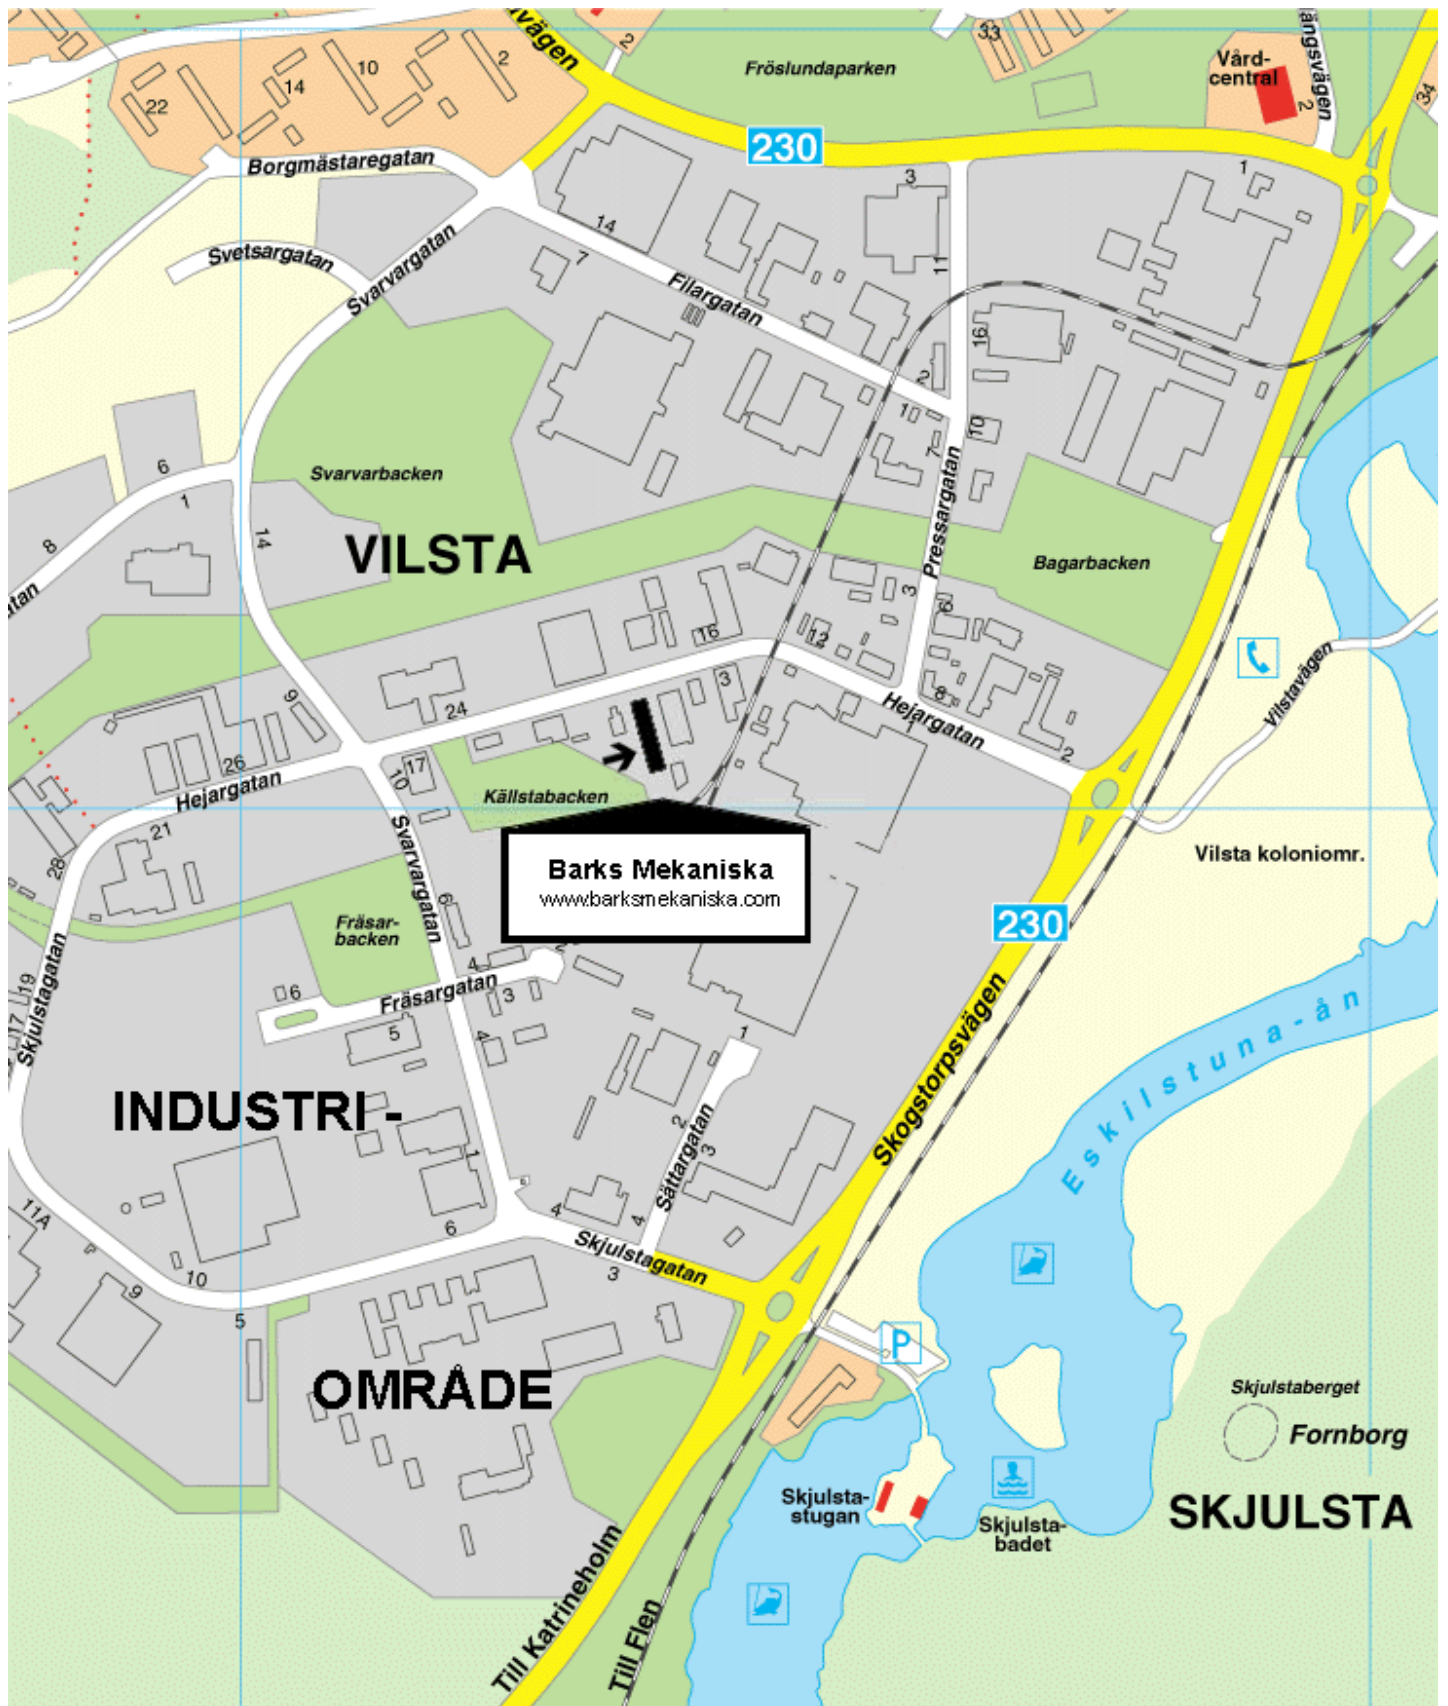 vägen
2
33
Vård-
central
2
ängsvägen
34
Fröslundaparken
10
2
14
22
230
Borgmästaregatan
3
1
14
7
11
Svetsargatan
Svarvargatan
Filargatan
16
2
1
10
7
6
1
Svarvarbacken
Pressargatan
14
8
VILSTA
Bagarbacken
3
6
atan
16
12
Vilstavägen
9
3
8
24
Hejargatan
1
2
26
17
10
Hejargatan
Källstabacken
21
Svarvargatan
28
Barks Mekaniska
www.barksmekaniska.com
Vilsta koloniomr.
6
Fräsar-
backen
230
Skjulstagatan
4
2
6
Fräsargatan
3
19
17
5
4
1
Skogstorpsvägen
Eskilstuna-ån
INDUSTRI -
2
3
Sättargatan
1
11A
4
4
6
Skjulstagatan
3
10
9
5
P
OMRÅDE
Skjulstaberget
Fornborg
Skjulsta-
stugan
Skjulsta-
badet
SKJULSTA
Till Katrineholm
Till Flen